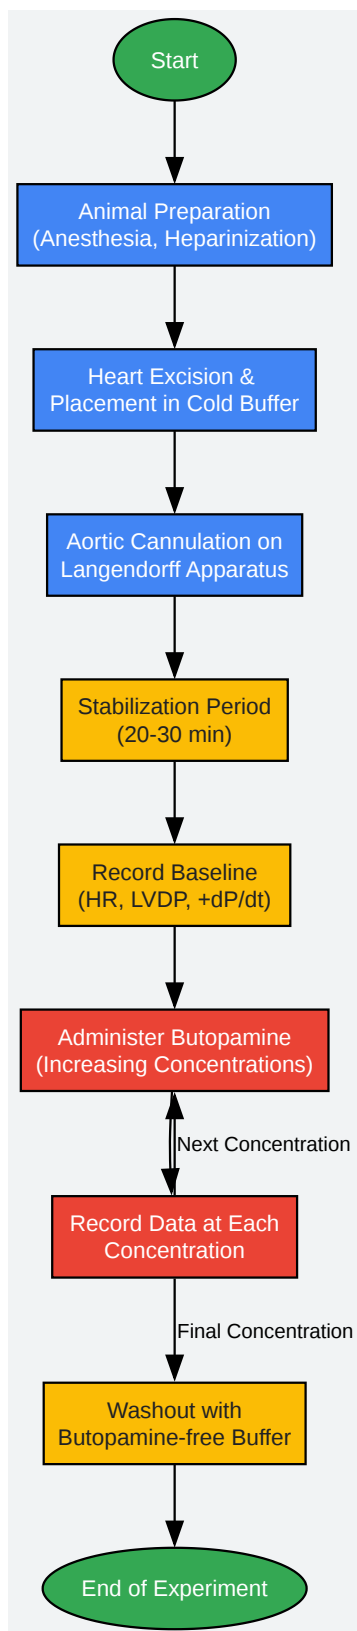 Start
Animal Preparation
(Anesthesia, Heparinization)
Heart Excision &
Placement in Cold Buffer
Aortic Cannulation on
Langendorff Apparatus
Stabilization Period
(20-30 min)
Record Baseline
(HR, LVDP, +dP/dt)
Administer Butopamine
(Increasing Concentrations)
Next Concentration
Record Data at Each
Concentration
Final Concentration
Washout with
Butopamine-free Buffer
End of Experiment